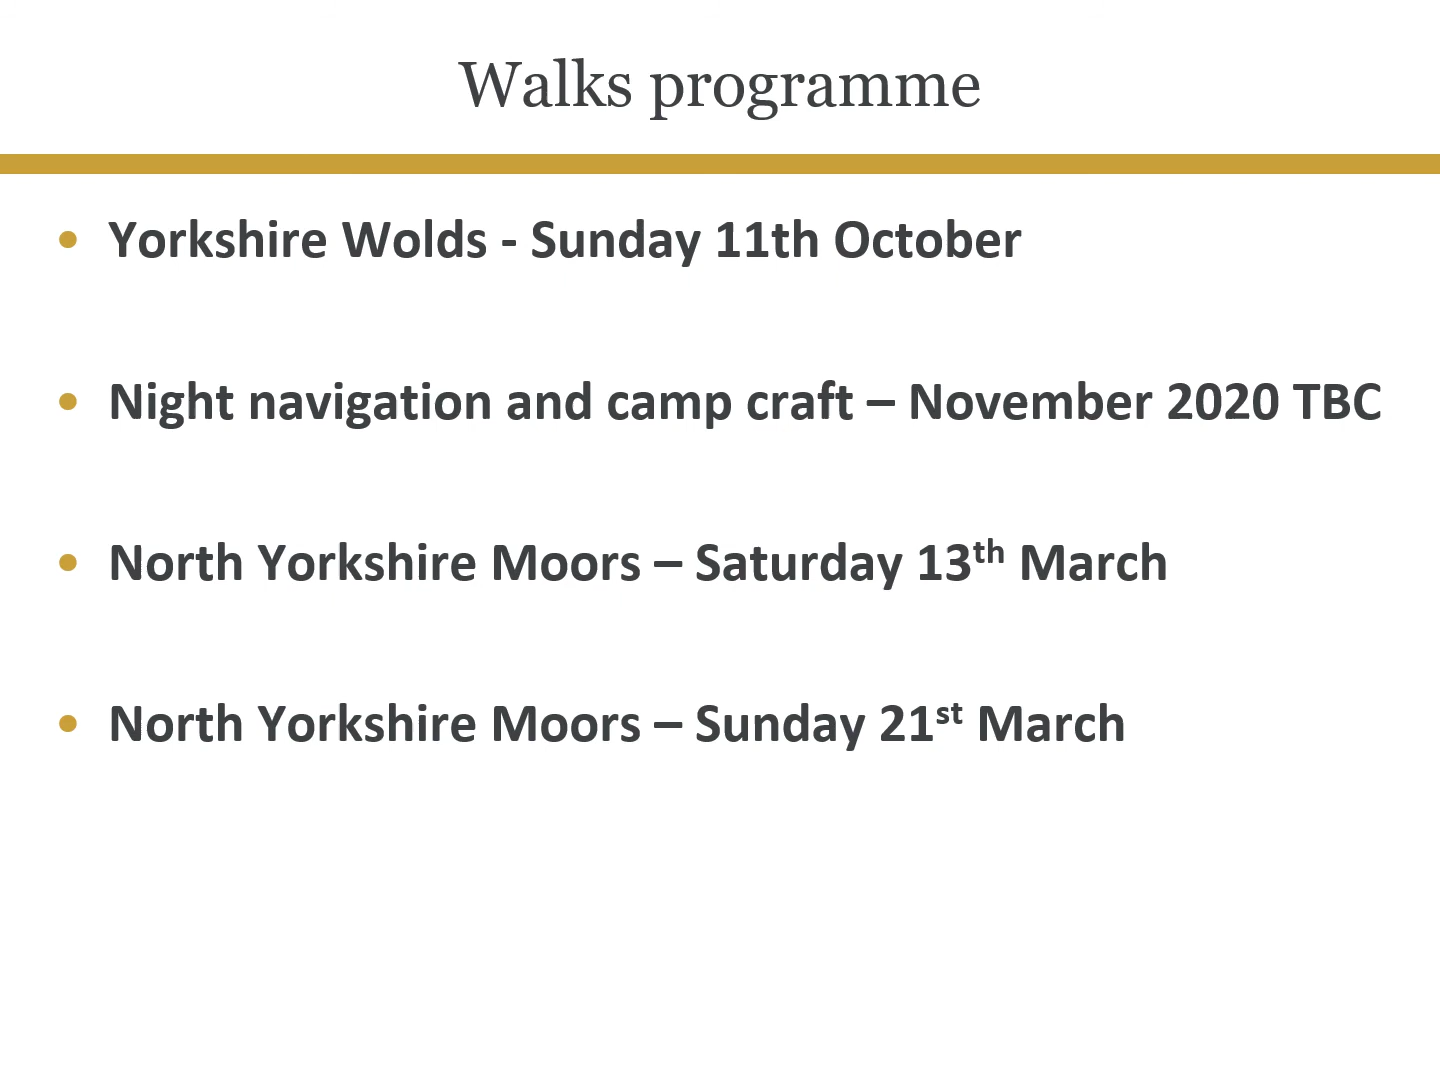 Walks programme
• Yorkshire Wolds - Sunday 11th October
• Night navigation and camp craft – November 2020 TBC
• North Yorkshire Moors – Saturday 13th March
• North Yorkshire Moors – Sunday 21st March